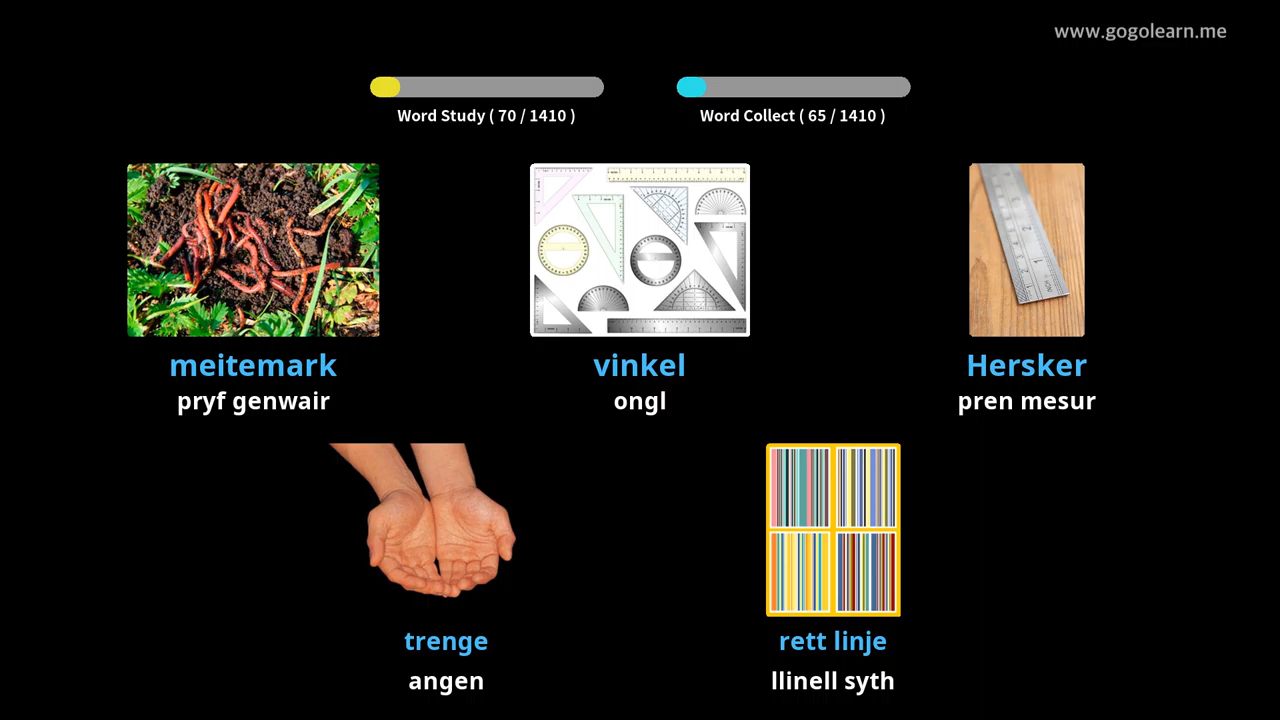 www.gogolearn.me
Word Study ( 70 / 1410 )
Word Collect ( 65 / 1410 )
meitemark
pryf genwair
vinkel
ongl
Hersker
pren mesur
trenge
angen
rett linje
llinell syth